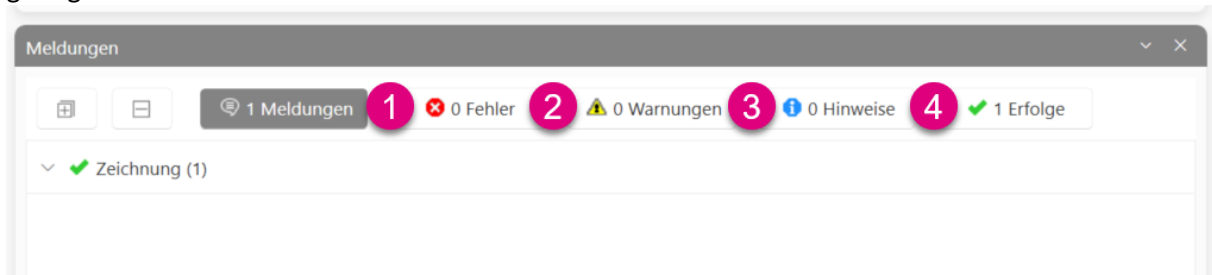 Meldungen
1 Meldungen 1 0 Fehler 2 0 Warnungen 3 0 Hinweise 4 1 Erfolge
Zeichnung (1)